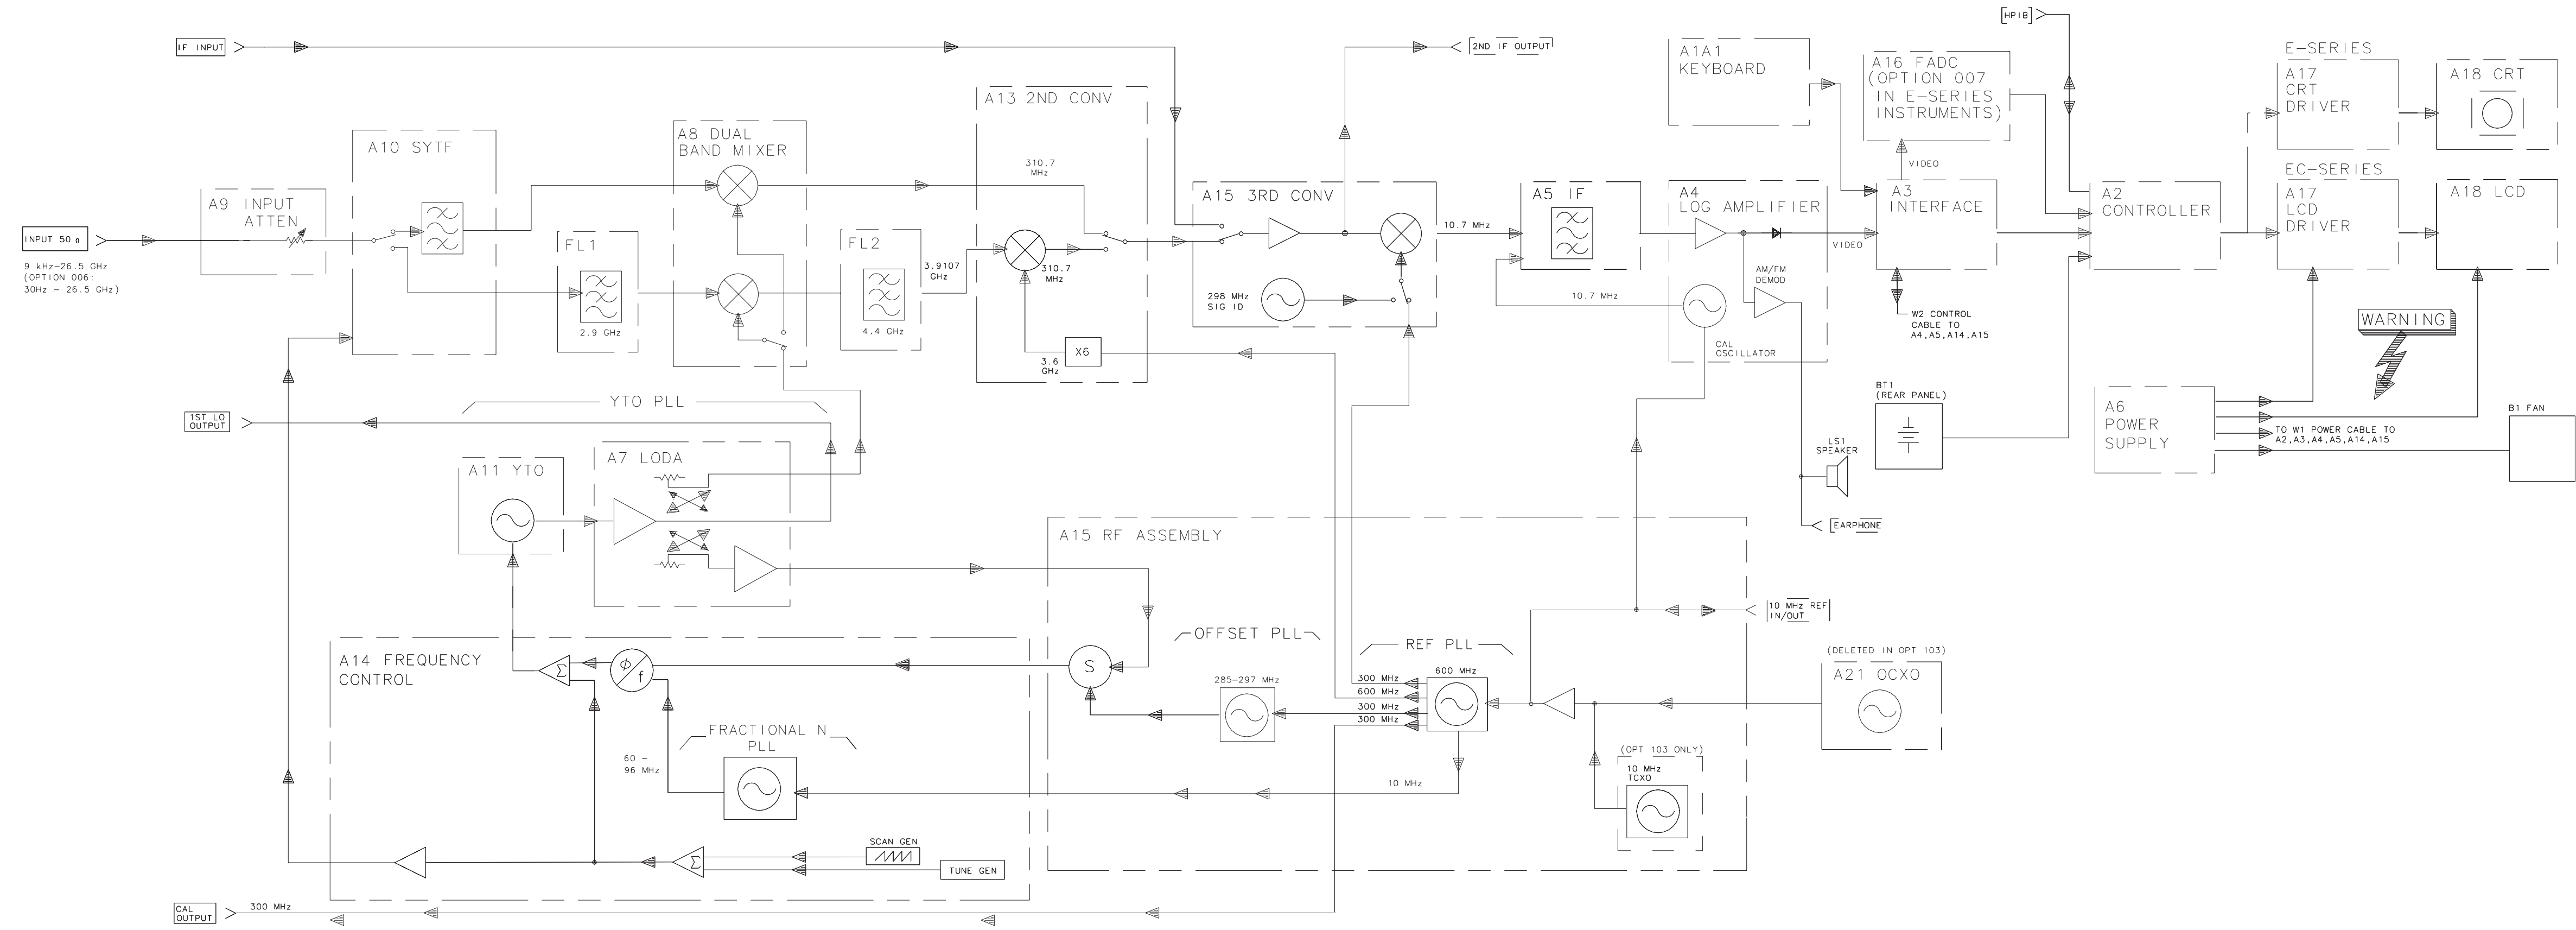 [HPIB]
IF INPUT
2ND IF OUTPUT
A1A1
KEYBOARD
A16 FADC
(OPTION 007
IN E-SERIES
INSTRUMENTS)
E-SERIES
A17
CRT
DRIVER
A18 CRT
A13 2ND CONV
A8 DUAL
BAND MIXER
A10 SYTF
310.7
MHz
VIDEO
EC-SERIES
A17
LCD
DRIVER
A18 LCD
A9 INPUT
ATTEN
A15 3RD CONV
A5 IF
A4
LOG AMPLIFIER
A3
INTERFACE
A2
CONTROLLER
INPUT 50 Ω
9 kHz-26.5 GHz
(OPTION 006:
30Hz - 26.5 GHz)
FL1
2.9 GHz
FL2
4.4 GHz
3.9107
GHz
310.7
MHz
10.7 MHz
VIDEO
298 MHz
SIG ID
10.7 MHz
AM/FM
DEMOD
CAL
OSCILLATOR
W2 CONTROL
CABLE TO
A4,A5,A14,A15
WARNING
X6
3.6
GHz
BT1
(REAR PANEL)
A6
POWER
SUPPLY
TO W1 POWER CABLE TO
A2,A3,A4,A5,A14,A15
B1 FAN
YTO PLL
1ST LO
OUTPUT
A11 YTO
A7 LODA
LS1
SPEAKER
EARPHONE
A15 RF ASSEMBLY
10 MHz REF
IN/OUT
OFFSET PLL
REF PLL
(DELETED IN OPT 103)
A21 OCXO
A14 FREQUENCY
CONTROL
Σ
Φ
f
S
285-297 MHz
300 MHz
600 MHz
300 MHz
300 MHz
600 MHz
FRACTIONAL N
PLL
60 -
96 MHz
10 MHz
(OPT 103 ONLY)
10 MHz
TCXO
SCAN GEN
Σ
TUNE GEN
CAL
OUTPUT
300 MHz